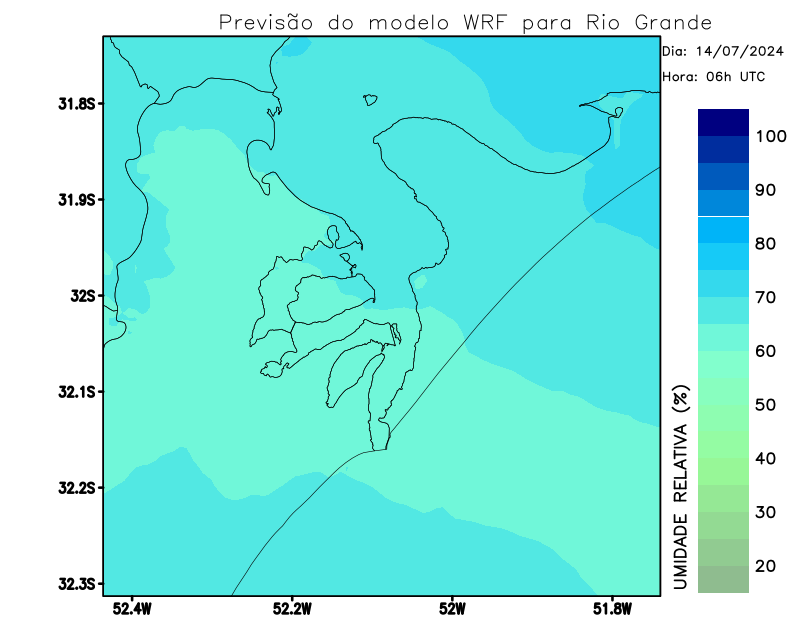 Previsão do modelo WRF para Rio Grande
Dia: 14/07/2024
Hora: 06h UTC
31.8S
31.9S
32S
32.1S
32.2S
32.3S
52.4W
52.2W
52W
51.8W
100
90
80
70
60
50
40
30
20
UMIDADE RELATIVA (%)